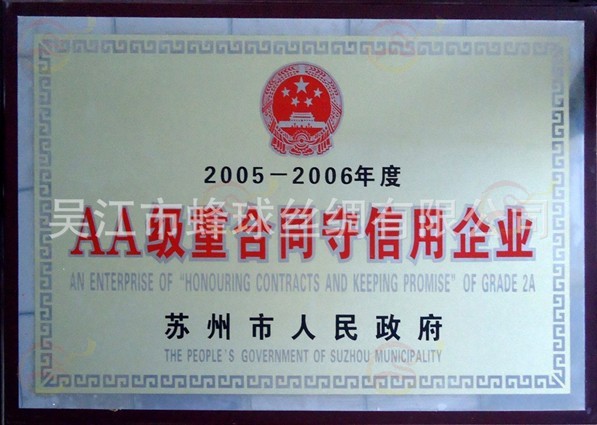 2005－2006年度
AA级重合同守信用企业
吴江市蜂球丝绸有限公司
AN ENTERPRISE OF "HONOURING CONTRACTS AND KEEPING PROMISE" OF GRADE 2A
苏州市人民政府
THE PEOPLE'S GOVERNMENT OF SUZHOU MUNICIPALITY